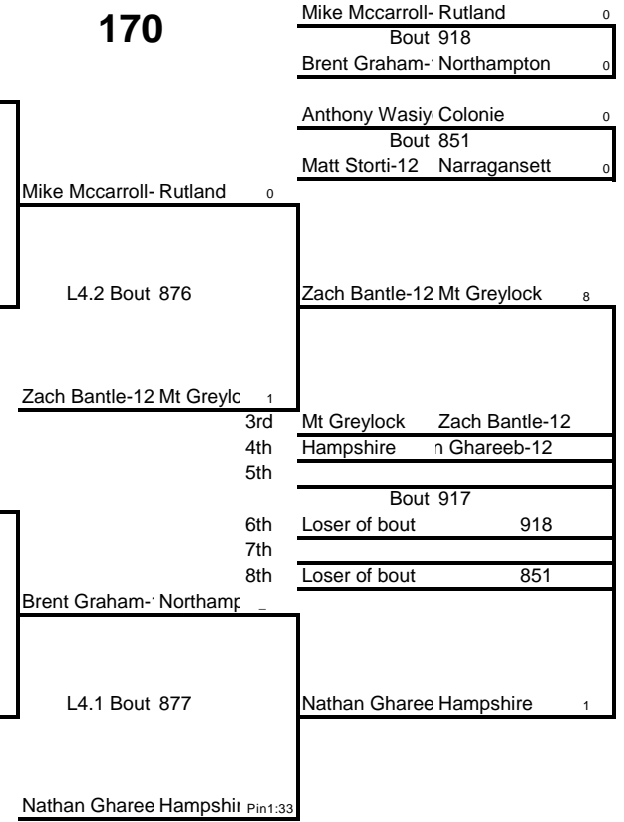 170
Mike Mccarroll- Rutland 0
Bout 918
Brent Graham- Northampton 0
Anthony Wasiy Colonie 0
Bout 851
Matt Storti-12 Narragansett 0
Mike Mccarroll- Rutland 0
L4.2 Bout 876
Zach Bantle-12 Mt Greylock 8
Zach Bantle-12 Mt Greylo 1
3rd Mt Greylock Zach Bantle-12
4th Hampshire n Ghareeb-12
5th
Bout 917
6th Loser of bout 918
7th
8th Loser of bout 851
Brent Graham- Northamp
L4.1 Bout 877
Nathan Gharee Hampshire 1
Nathan Gharee Hampshi Pin1:33